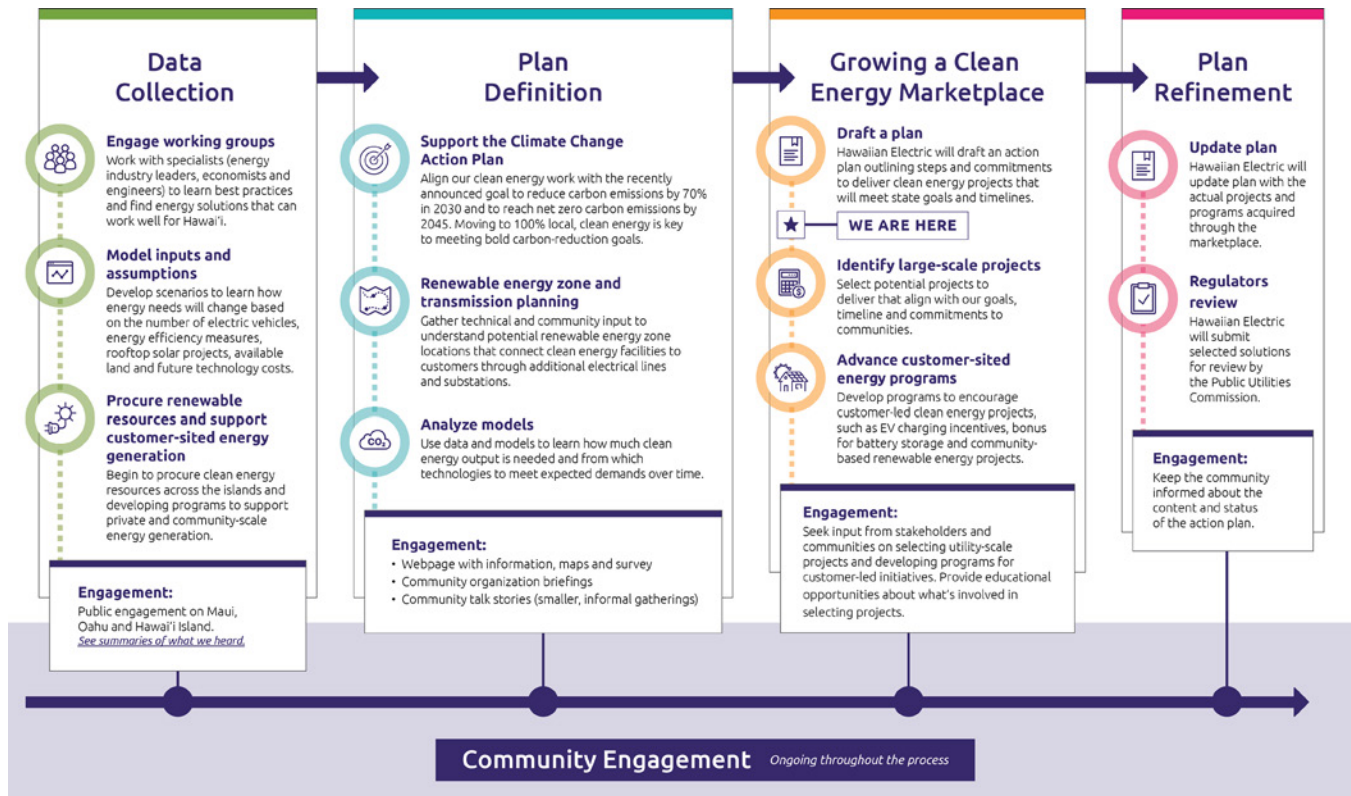 Data
Collection
Engage working groups
Work with specialists (energy
industry leaders, economists and
engineers) to learn best practices
and find energy solutions that can
work well for Hawai'i.
Model inputs and
assumptions
Develop scenarios to learn how
energy needs will change based
on the number of electric vehicles,
energy efficiency measures,
rooftop solar projects, available
land and future technology costs.
Procure renewable
resources and support
customer-sited energy
generation
Begin to procure clean energy
resources across the islands and
developing programs to support
private and community-scale
energy generation.
Engagement:
Public engagement on Maui,
Oahu and Hawai'i Island.
See summaries of what we heard.
Plan
Definition
Support the Climate Change
Action Plan
Align our clean energy work with the recently
announced goal to reduce carbon emissions by 70%
in 2030 and to reach net zero carbon emissions by
2045. Moving to 100% local, clean energy is key
to meeting bold carbon-reduction goals.
Renewable energy zone and
transmission planning
Gather technical and community input to
understand potential renewable energy zone
locations that connect clean energy facilities to
customers through additional electrical lines
and substations.
CO₂
Analyze models
Use data and models to learn how much clean
energy output is needed and from which
technologies to meet expected demands over time.
Engagement:
• Webpage with information, maps and survey
• Community organization briefings
• Community talk stories (smaller, informal gatherings)
Growing a Clean
Energy Marketplace
Draft a plan
Hawaiian Electric will draft an action
plan outlining steps and commitments
to deliver clean energy projects that
will meet state goals and timelines.
WE ARE HERE
Identify large-scale projects
Select potential projects to
deliver that align with our goals,
timeline and commitments to
communities.
Advance customer-sited
energy programs
Develop programs to encourage
customer-led clean energy projects,
such as EV charging incentives, bonus
for battery storage and community-
based renewable energy projects.
Engagement:
Seek input from stakeholders and
communities on selecting utility-scale
projects and developing programs for
customer-led initiatives. Provide educational
opportunities about what's involved in
selecting projects.
Plan
Refinement
Update plan
Hawaiian Electric will
update plan with the
actual projects and
programs acquired
through the
marketplace.
Regulators
review
Hawaiian Electric
will submit
selected solutions
for review by
the Public Utilities
Commission.
Engagement:
Keep the community
informed about the
content and status
of the action plan.
Community Engagement Ongoing throughout the process